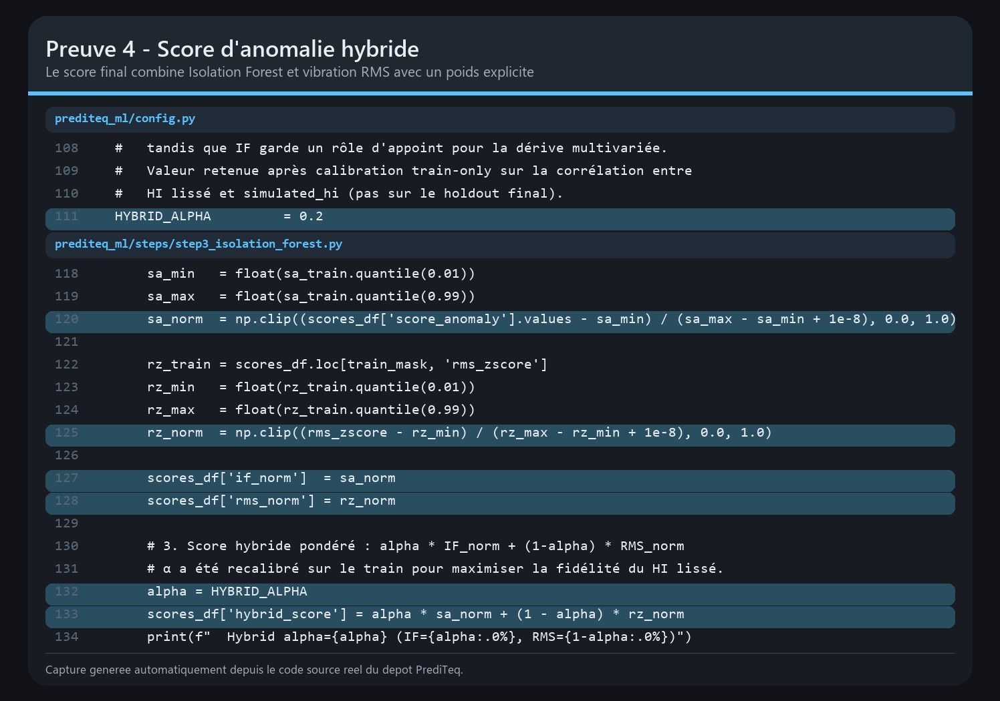 Preuve 4 - Score d'anomalie hybride
Le score final combine Isolation Forest et vibration RMS avec un poids explicite
prediteq_ml/config.py
108    #   tandis que IF garde un rôle d'appoint pour la dérive multivariée.
109    #   Valeur retenue après calibration train-only sur la corrélation entre
110    #   HI lissé et simulated_hi (pas sur le holdout final).
111    HYBRID_ALPHA         = 0.2
prediteq_ml/steps/step3_isolation_forest.py
118        sa_min   = float(sa_train.quantile(0.01))
119        sa_max   = float(sa_train.quantile(0.99))
120        sa_norm  = np.clip((scores_df['score_anomaly'].values - sa_min) / (sa_max - sa_min + 1e-8), 0.0, 1.0)
121
122        rz_train = scores_df.loc[train_mask, 'rms_zscore']
123        rz_min   = float(rz_train.quantile(0.01))
124        rz_max   = float(rz_train.quantile(0.99))
125        rz_norm  = np.clip((rms_zscore - rz_min) / (rz_max - rz_min + 1e-8), 0.0, 1.0)
126
127        scores_df['if_norm']  = sa_norm
128        scores_df['rms_norm'] = rz_norm
129
130        # 3. Score hybride pondéré : alpha * IF_norm + (1-alpha) * RMS_norm
131        # α a été recalibré sur le train pour maximiser la fidélité du HI lissé.
132        alpha = HYBRID_ALPHA
133        scores_df['hybrid_score'] = alpha * sa_norm + (1 - alpha) * rz_norm
134        print(f"  Hybrid alpha={alpha} (IF={alpha:.0%}, RMS={1-alpha:.0%})")
Capture generee automatiquement depuis le code source reel du depot PrediTeq.